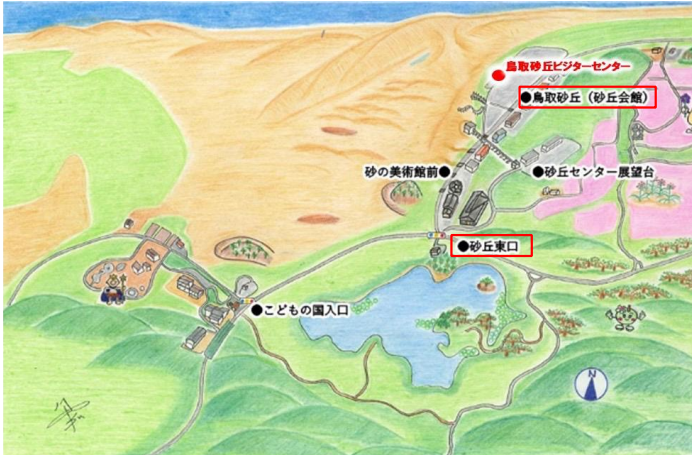 鳥取砂丘ビジターセンター
●鳥取砂丘（砂丘会館）
砂の美術館前●
●砂丘センター展望台
●砂丘東口
●こどもの国入口
N